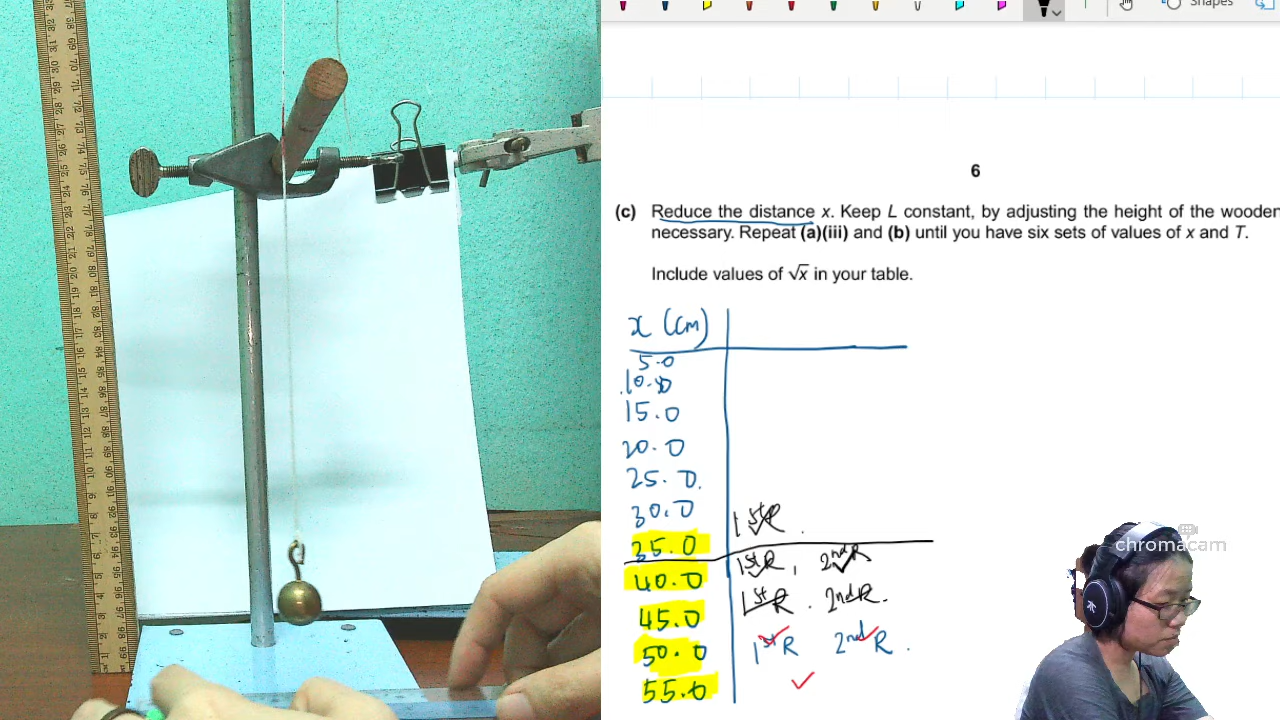 Shapes
6
(c) Reduce the distance x. Keep L constant, by adjusting the height of the wooden
necessary. Repeat (a)(iii) and (b) until you have six sets of values of x and T.
Include values of √x in your table.
x (cm)
5.0
10.0
15.0
20.0
25.0
30.0
35.0 1st R
40.0 1st R, 2nd R
45.0 1st R. 2nd R.
50.0 1st R 2nd R.
55.0
chromacam